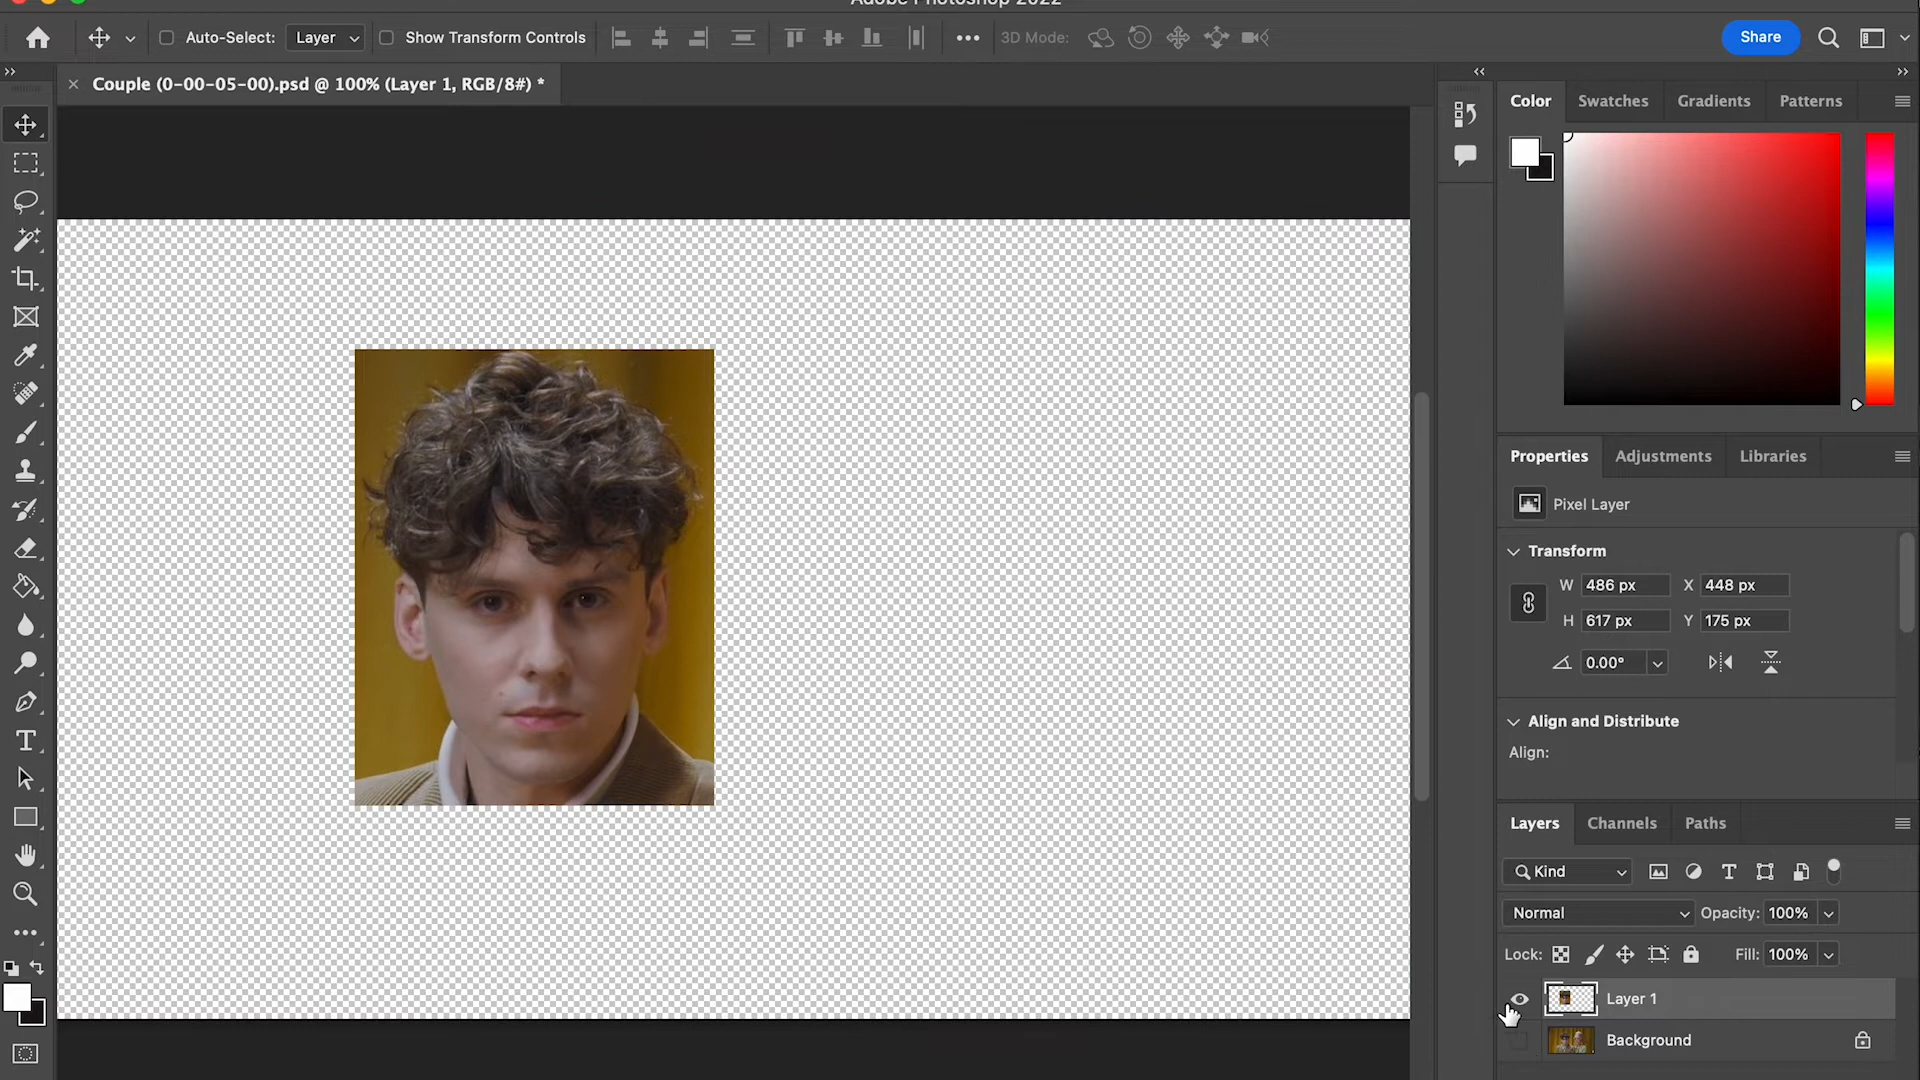 Adobe Photoshop 2022
Auto-Select: Layer Show Transform Controls 3D Mode: Share
Couple (0-00-05-00).psd @ 100% (Layer 1, RGB/8#) *
Color Swatches Gradients Patterns
Properties Adjustments Libraries
Pixel Layer
Transform
W 486 px X 448 px
H 617 px Y 175 px
0.00°
Align and Distribute
Align:
Layers Channels Paths
Kind
Normal Opacity: 100%
Lock: Fill: 100%
Layer 1
Background